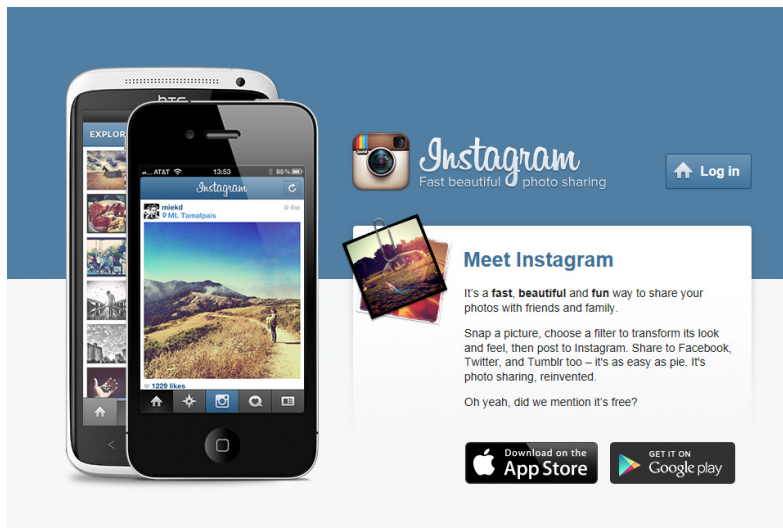 hTC
EXPLOR
AT&T 13:53 85%
Instagram
miekd 4w
Mt. Tamalpais
1229 likes
Instagram
Fast beautiful photo sharing
Log in
Meet Instagram
It's a fast, beautiful and fun way to share your
photos with friends and family.
Snap a picture, choose a filter to transform its look
and feel, then post to Instagram. Share to Facebook,
Twitter, and Tumblr too – it's as easy as pie. It's
photo sharing, reinvented.
Oh yeah, did we mention it's free?
Download on the
App Store
GET IT ON
Google play